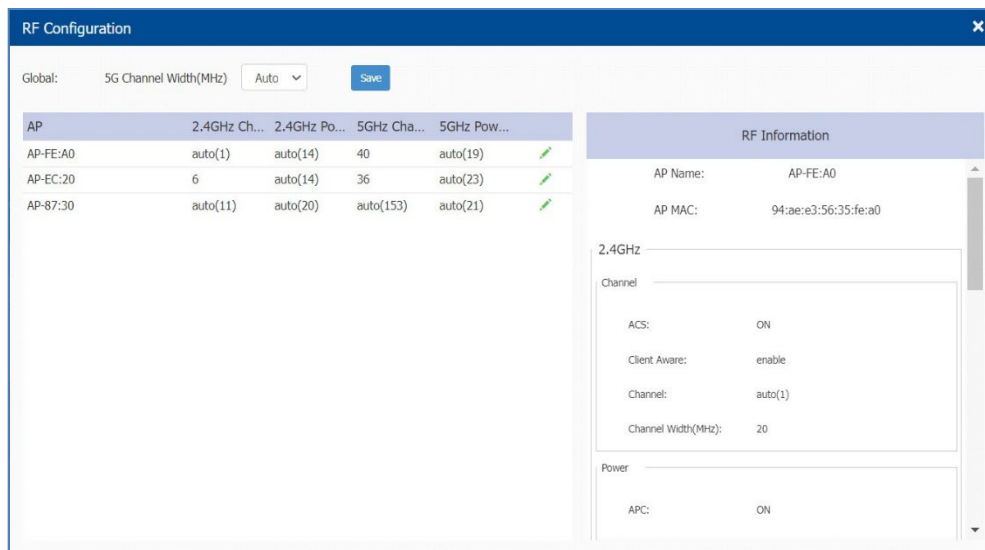 RF Configuration
Global: 5G Channel Width(MHz) Auto Save
AP 2.4GHz Ch... 2.4GHz Po... 5GHz Cha... 5GHz Pow...
AP-FE:A0 auto(1) auto(14) 40 auto(19)
AP-EC:20 6 auto(14) 36 auto(23)
AP-87:30 auto(11) auto(20) auto(153) auto(21)
RF Information
AP Name: AP-FE:A0
AP MAC: 94:ae:e3:56:35:fe:a0
2.4GHz
Channel
ACS: ON
Client Aware: enable
Channel: auto(1)
Channel Width(MHz): 20
Power
APC: ON